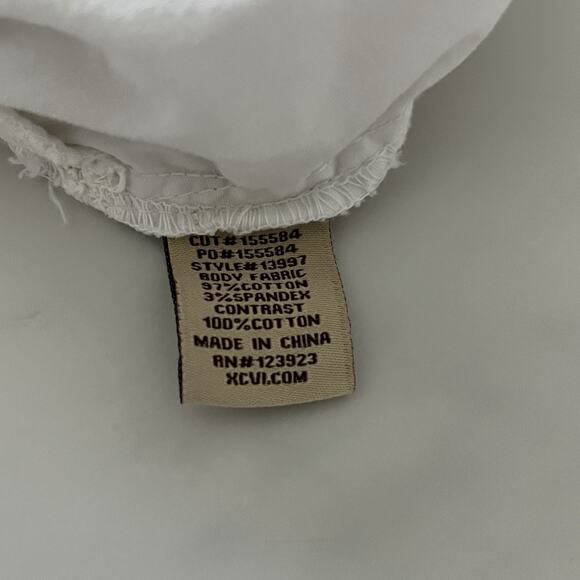 CUT#155584
PO#155584
STYLE#13997
BODY FABRIC
97%COTTON
3%SPANDEX
CONTRAST
100%COTTON
MADE IN CHINA
RN#123923
XCVI.COM